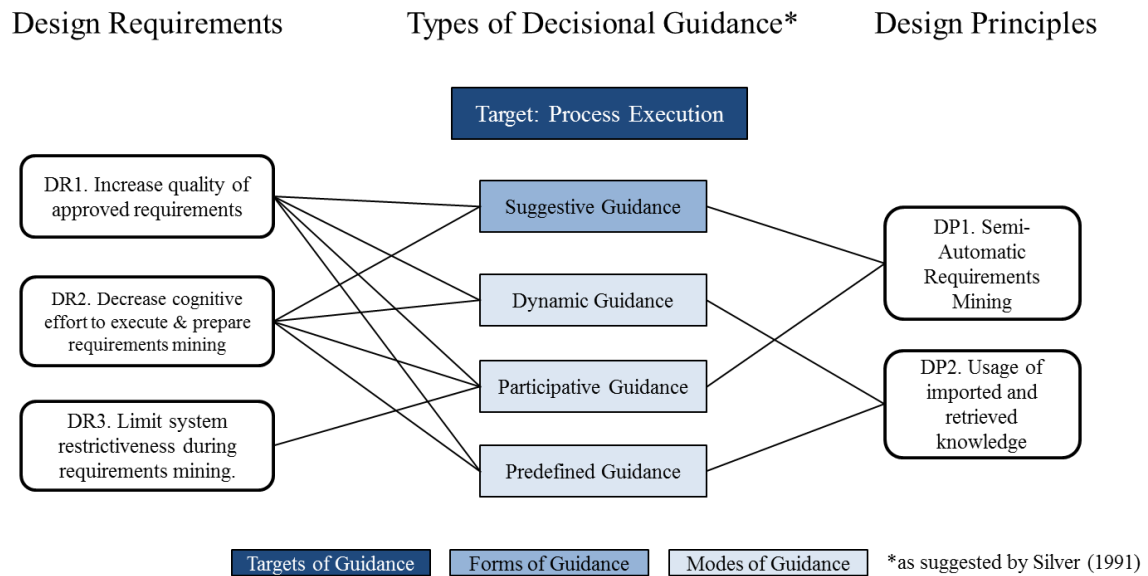 Design Requirements
Types of Decisional Guidance*
Design Principles
Target: Process Execution
DR1. Increase quality of
approved requirements
DR2. Decrease cognitive
effort to execute & prepare
requirements mining
DR3. Limit system
restrictiveness during
requirements mining.
Suggestive Guidance
Dynamic Guidance
Participative Guidance
Predefined Guidance
DP1. Semi-
Automatic
Requirements
Mining
DP2. Usage of
imported and
retrieved
knowledge
Targets of Guidance
Forms of Guidance
Modes of Guidance
*as suggested by Silver (1991)